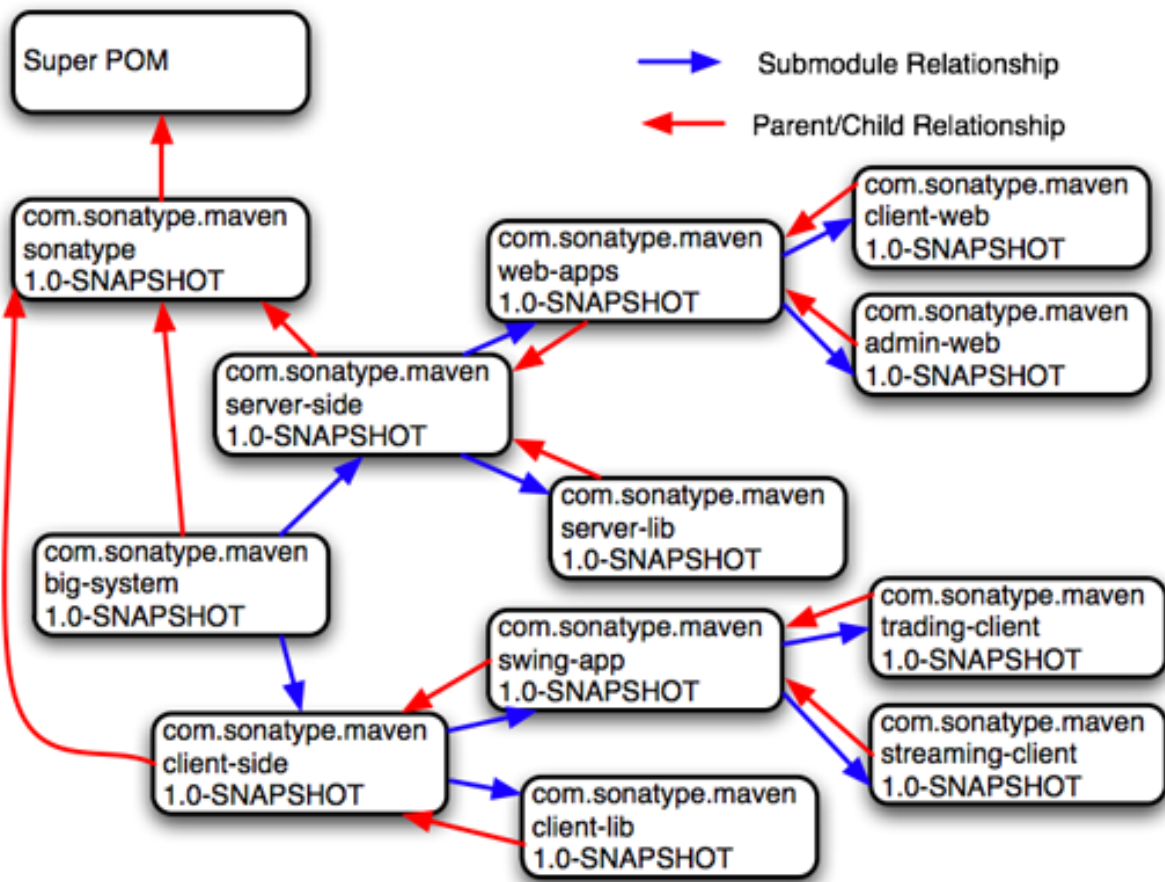 Super POM
Submodule Relationship
Parent/Child Relationship
com.sonatype.maven
sonatype
1.0-SNAPSHOT
com.sonatype.maven
web-apps
1.0-SNAPSHOT
com.sonatype.maven
client-web
1.0-SNAPSHOT
com.sonatype.maven
admin-web
1.0-SNAPSHOT
com.sonatype.maven
server-side
1.0-SNAPSHOT
com.sonatype.maven
server-lib
1.0-SNAPSHOT
com.sonatype.maven
big-system
1.0-SNAPSHOT
com.sonatype.maven
swing-app
1.0-SNAPSHOT
com.sonatype.maven
trading-client
1.0-SNAPSHOT
com.sonatype.maven
streaming-client
1.0-SNAPSHOT
com.sonatype.maven
client-side
1.0-SNAPSHOT
com.sonatype.maven
client-lib
1.0-SNAPSHOT